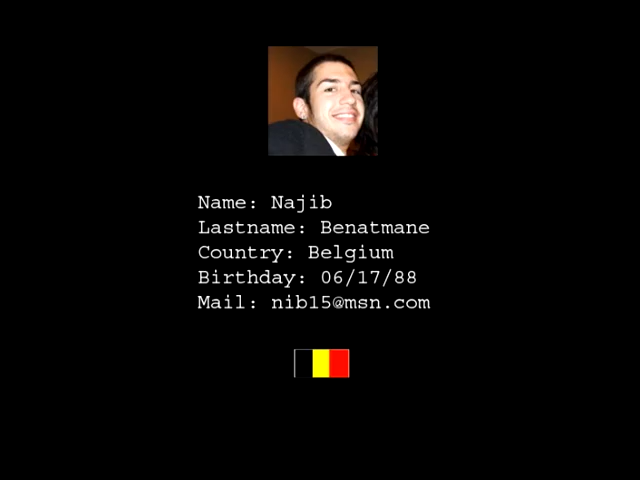 Name: Najib
Lastname: Benatmane
Country: Belgium
Birthday: 06/17/88
Mail: nib15@msn.com